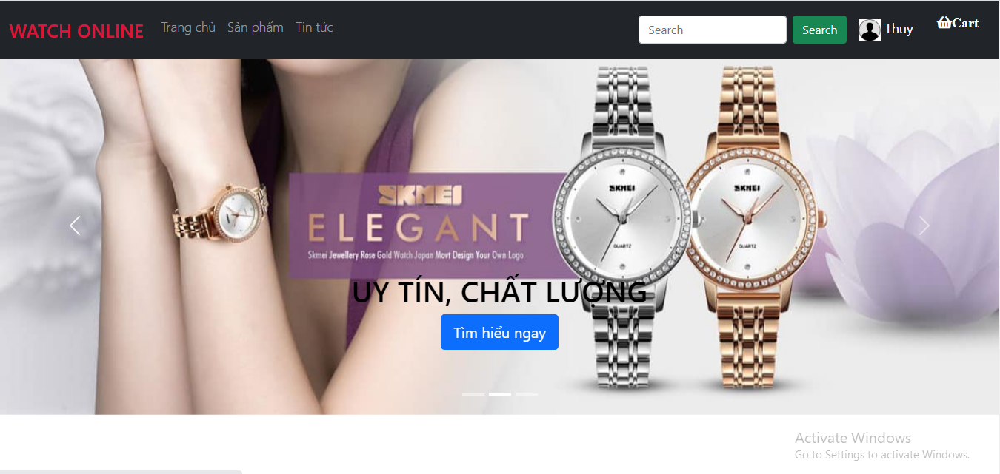 WATCH ONLINE
Trang chủ
Sản phẩm
Tin tức
Search
Search
Thuy
Cart
SKMEI
ELEGANT
Skmei Jewellery Rose Gold Watch Japan Movt Design Your Own Logo
SKMEI
QUARTZ
SKMEI
QUARTZ
UY TÍN, CHẤT LƯỢNG
Tìm hiểu ngay
Activate Windows
Go to Settings to activate Windows.